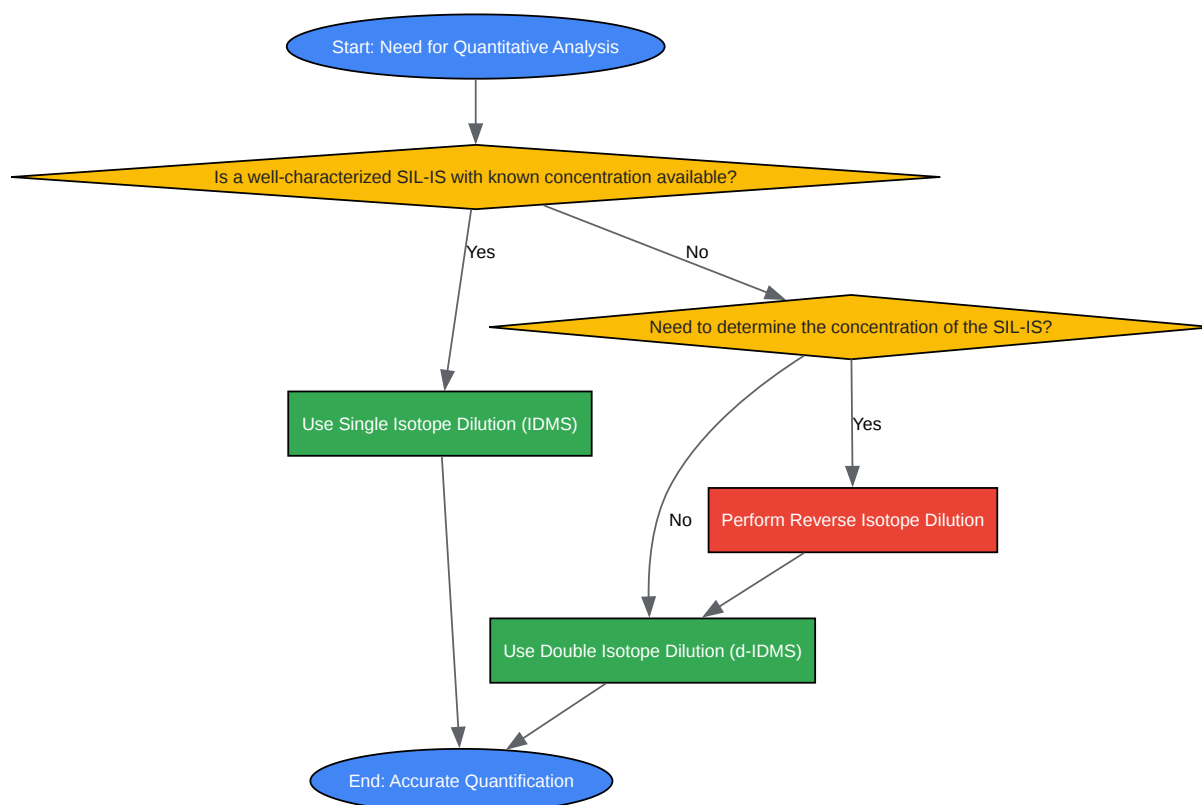 Start: Need for Quantitative Analysis
Is a well-characterized SIL-IS with known concentration available?
Yes
No
Need to determine the concentration of the SIL-IS?
Use Single Isotope Dilution (IDMS)
Yes
No
Perform Reverse Isotope Dilution
Use Double Isotope Dilution (d-IDMS)
End: Accurate Quantification